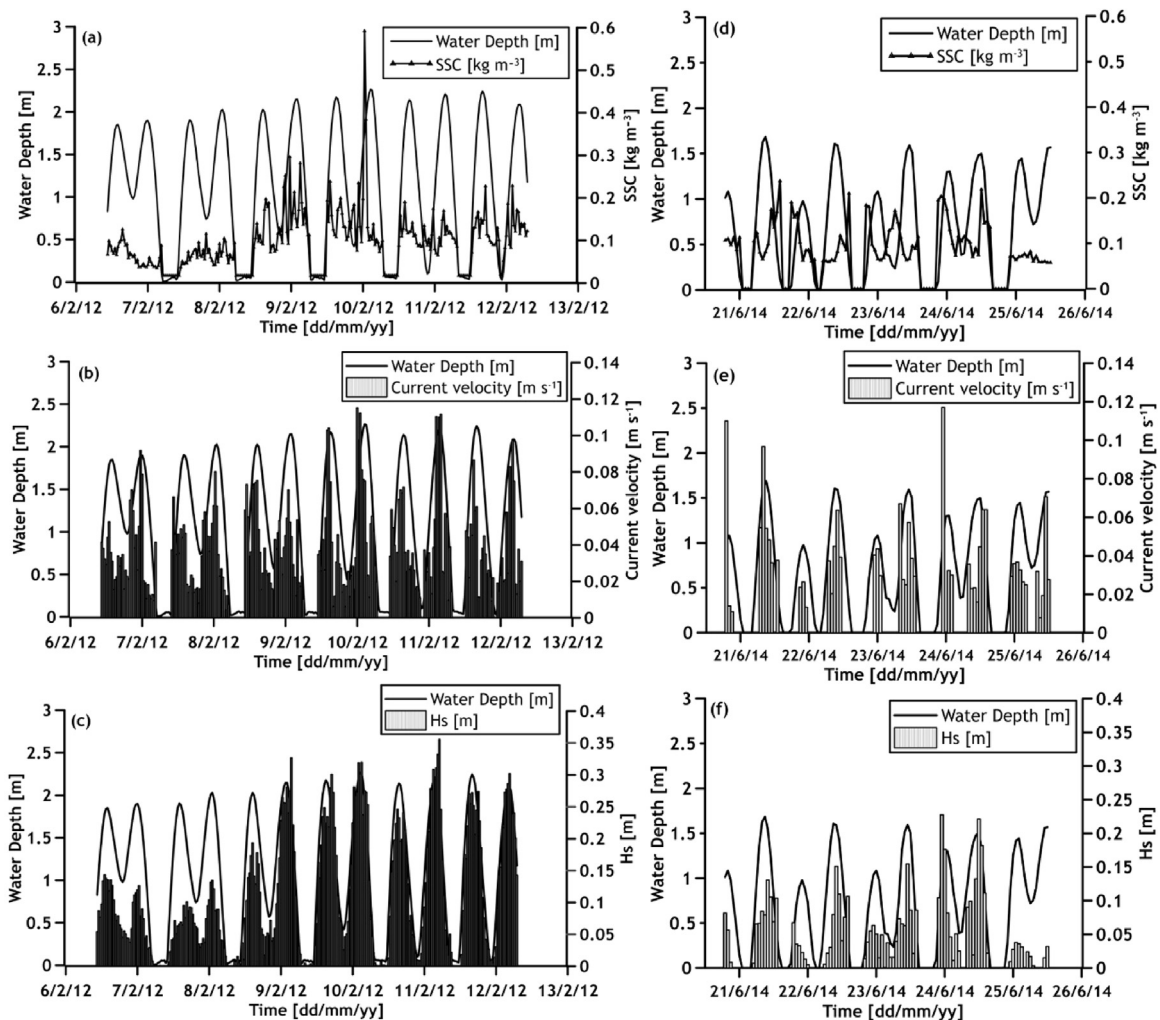 (a)
Water Depth [m]
SSC [kg m⁻³]
3
2.5
2
1.5
1
0.5
0
Water Depth [m]
0.6
0.5
0.4
0.3
0.2
0.1
0
SSC [kg m⁻³]
6/2/12 7/2/12 8/2/12 9/2/12 10/2/12 11/2/12 12/2/12 13/2/12
Time [dd/mm/yy]
(d)
Water Depth [m]
SSC [kg m⁻³]
3
2.5
2
1.5
1
0.5
0
Water Depth [m]
0.6
0.5
0.4
0.3
0.2
0.1
0
SSC [kg m⁻³]
21/6/14 22/6/14 23/6/14 24/6/14 25/6/14 26/6/14
Time [dd/mm/yy]
(b)
Water Depth [m]
Current velocity [m s⁻¹]
3
2.5
2
1.5
1
0.5
0
Water Depth [m]
0.14
0.12
0.1
0.08
0.06
0.04
0.02
0
Current velocity [m s⁻¹]
6/2/12 7/2/12 8/2/12 9/2/12 10/2/12 11/2/12 12/2/12 13/2/12
Time [dd/mm/yy]
(e)
Water Depth [m]
Current velocity [m s⁻¹]
3
2.5
2
1.5
1
0.5
0
Water Depth [m]
0.14
0.12
0.1
0.08
0.06
0.04
0.02
0
Current velocity [m s⁻¹]
21/6/14 22/6/14 23/6/14 24/6/14 25/6/14 26/6/14
Time [dd/mm/yy]
(c)
Water Depth [m]
Hs [m]
3
2.5
2
1.5
1
0.5
0
Water Depth [m]
0.4
0.35
0.3
0.25
0.2
0.15
0.1
0.05
0
Hs [m]
6/2/12 7/2/12 8/2/12 9/2/12 10/2/12 11/2/12 12/2/12 13/2/12
Time [dd/mm/yy]
(f)
Water Depth [m]
Hs [m]
3
2.5
2
1.5
1
0.5
0
Water Depth [m]
0.4
0.35
0.3
0.25
0.2
0.15
0.1
0.05
0
Hs [m]
21/6/14 22/6/14 23/6/14 24/6/14 25/6/14 26/6/14
Time [dd/mm/yy]